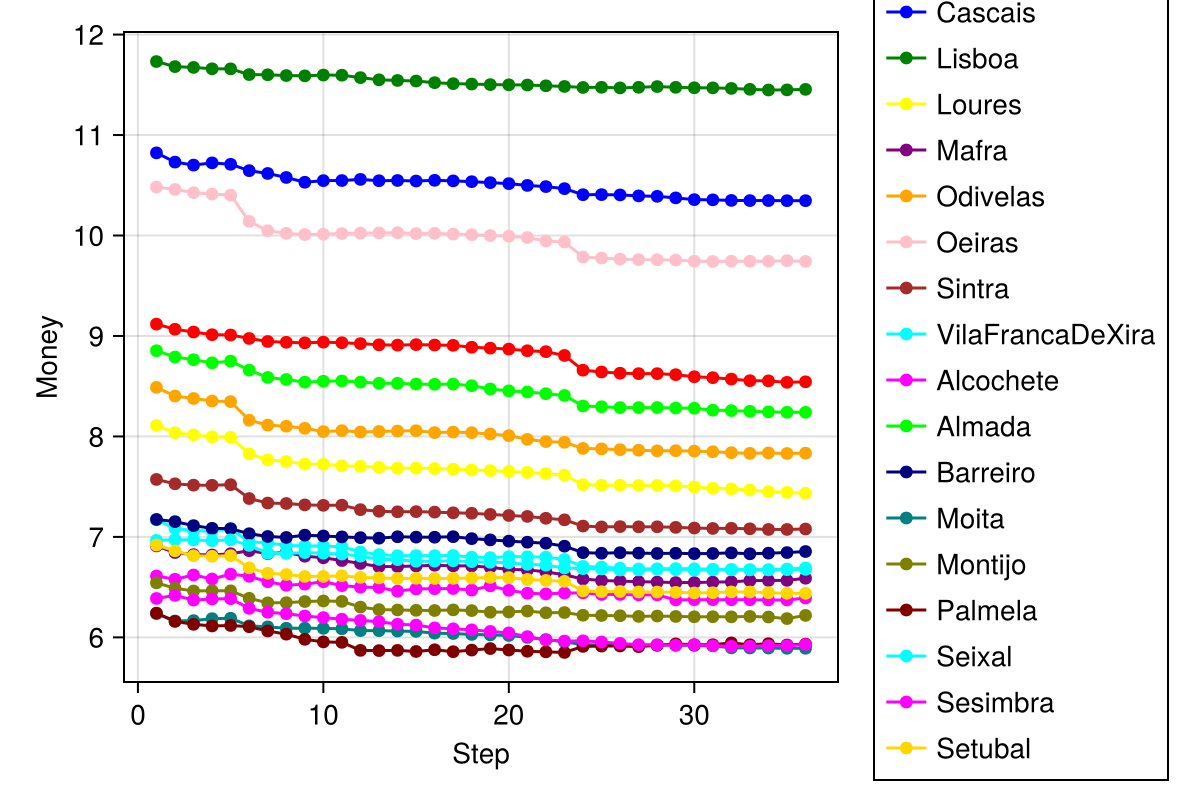 12
11
10
9
8
7
6
Money
0 10 20 30
Step
Cascais
Lisboa
Loures
Mafra
Odivelas
Oeiras
Sintra
VilaFrancaDeXira
Alcochete
Almada
Barreiro
Moita
Montijo
Palmela
Seixal
Sesimbra
Setubal